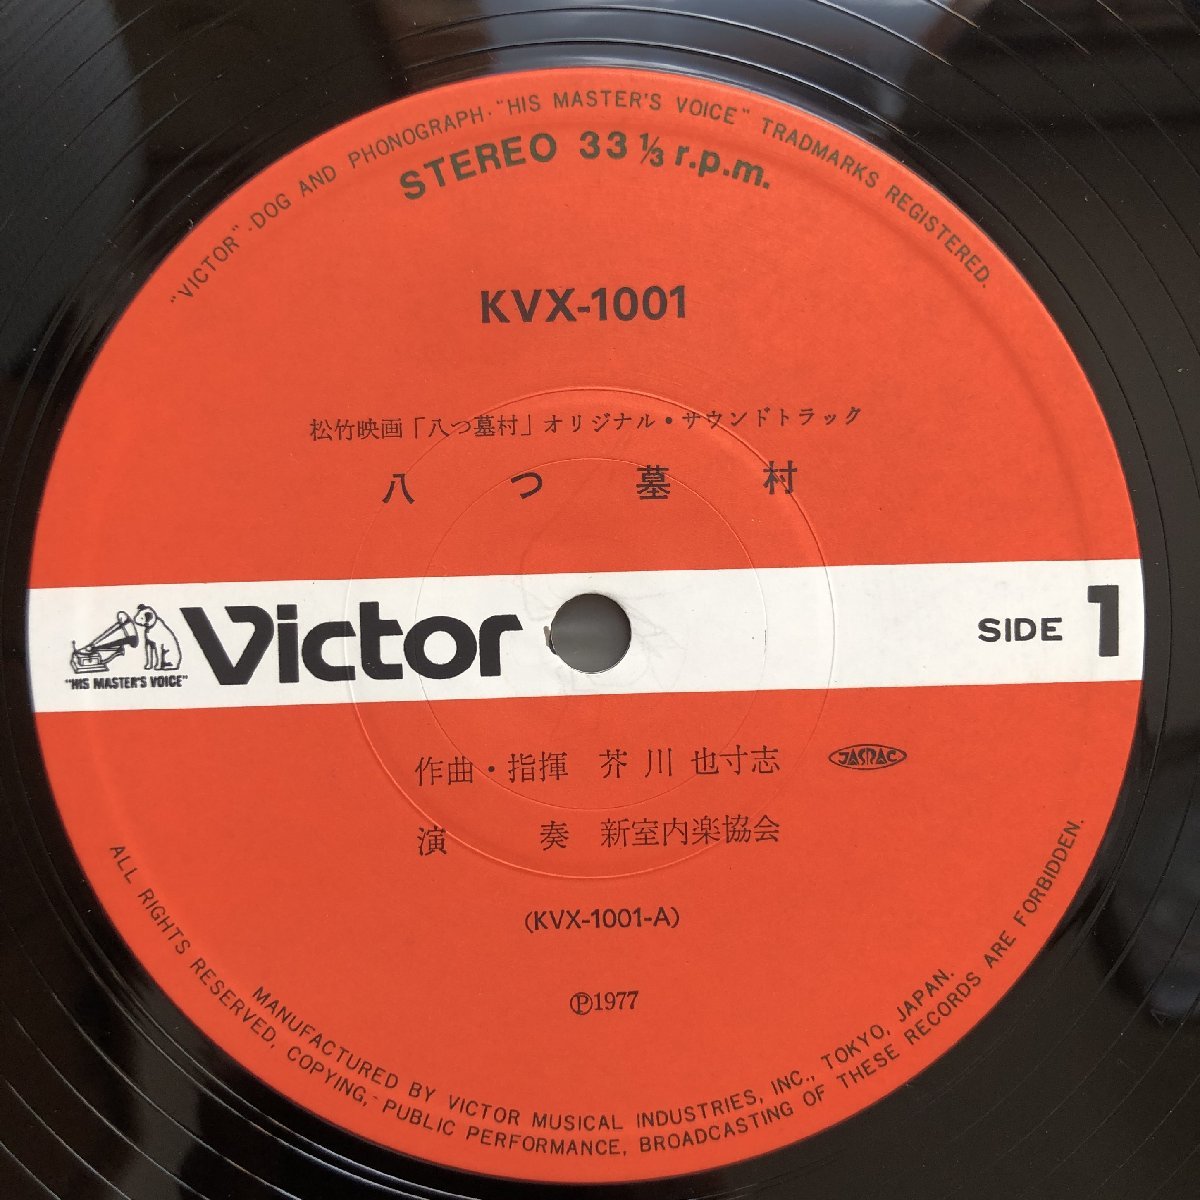 "VICTOR"-DOG AND PHONOGRAPH·"HIS MASTER'S VOICE" TRADMARKS REGISTERED.
STEREO 33 ⅓ r.p.m.
KVX-1001
松竹映画「八つ墓村」オリジナル・サウンドトラック
八つ墓村
"HIS MASTER'S VOICE"
Victor
SIDE 1
作曲・指揮 芥川也寸志
JASRAC
演奏 新室内楽協会
(KVX-1001-A)
Ⓟ1977
MANUFACTURED BY VICTOR MUSICAL INDUSTRIES, INC., TOKYO, JAPAN.
ALL RIGHTS RESERVED, COPYING, PUBLIC PERFORMANCE, BROADCASTING OF THESE RECORDS ARE FORBIDDEN.